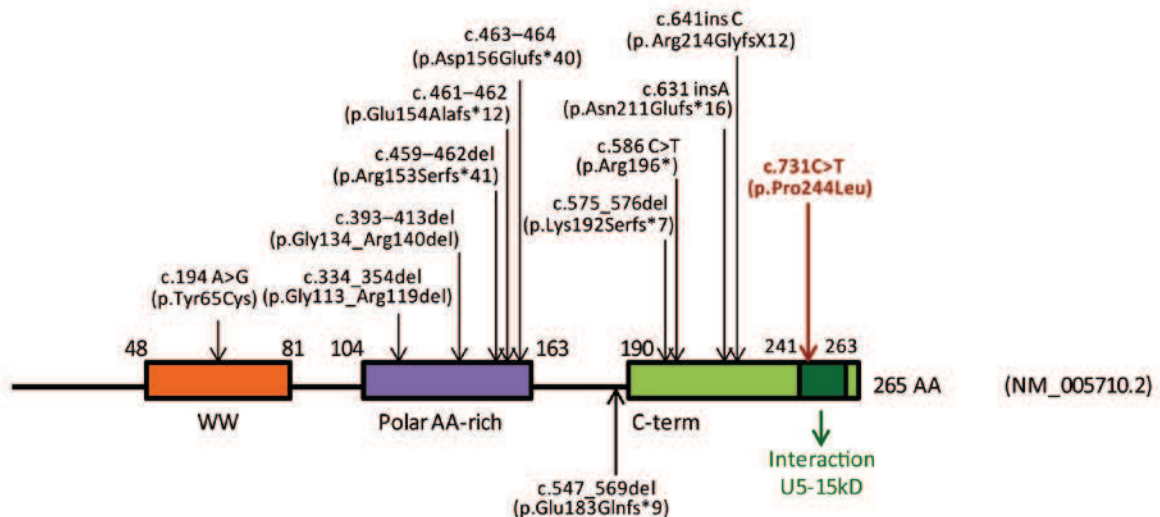 c.463–464
(p.Asp156Glufs*40)
c.461–462
(p.Glu154Alafs*12)
c.459–462del
(p.Arg153Serfs*41)
c.393–413del
(p.Gly134_Arg140del)
c.334_354del
(p.Gly113_Arg119del)
c.194 A>G
(p.Tyr65Cys)
c.641ins C
(p. Arg214GlyfsX12)
c.631 insA
(p.Asn211Glufs*16)
c.586 C>T
(p.Arg196*)
c.575_576del
(p.Lys192Serfs*7)
c.731C>T
(p.Pro244Leu)
48 81 104 163 190 241 263
265 AA (NM_005710.2)
WW Polar AA-rich C-term
Interaction
U5-15kD
c.547_569del
(p.Glu183Glnfs*9)